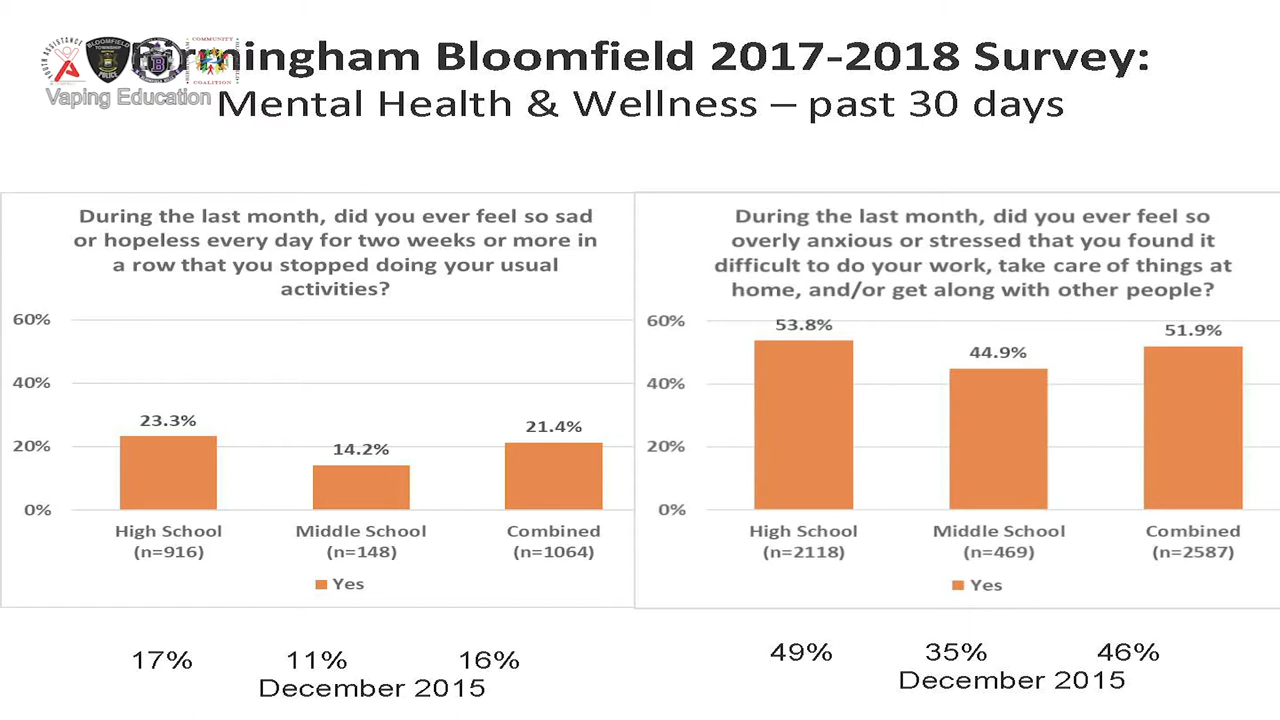 Birmingham Bloomfield 2017-2018 Survey:
Mental Health & Wellness – past 30 days
Vaping Education
BLOOMFIELD
TOWNSHIP
POLICE
COMMUNITY
COALITION
During the last month, did you ever feel so sad
or hopeless every day for two weeks or more in
a row that you stopped doing your usual
activities?
60%
40%
20%
0%
23.3%
14.2%
21.4%
High School
(n=916)
Middle School
(n=148)
Combined
(n=1064)
Yes
17% 11% 16%
December 2015
During the last month, did you ever feel so
overly anxious or stressed that you found it
difficult to do your work, take care of things at
home, and/or get along with other people?
60%
40%
20%
0%
53.8%
44.9%
51.9%
High School
(n=2118)
Middle School
(n=469)
Combined
(n=2587)
Yes
49% 35% 46%
December 2015